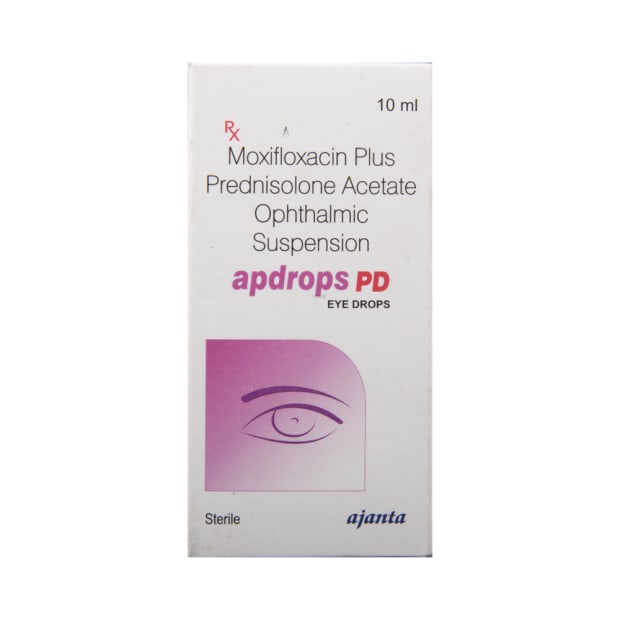 10 ml
Rx
Moxifloxacin Plus
Prednisolone Acetate
Ophthalmic
Suspension
apdrops PD
EYE DROPS
Sterile
ajanta